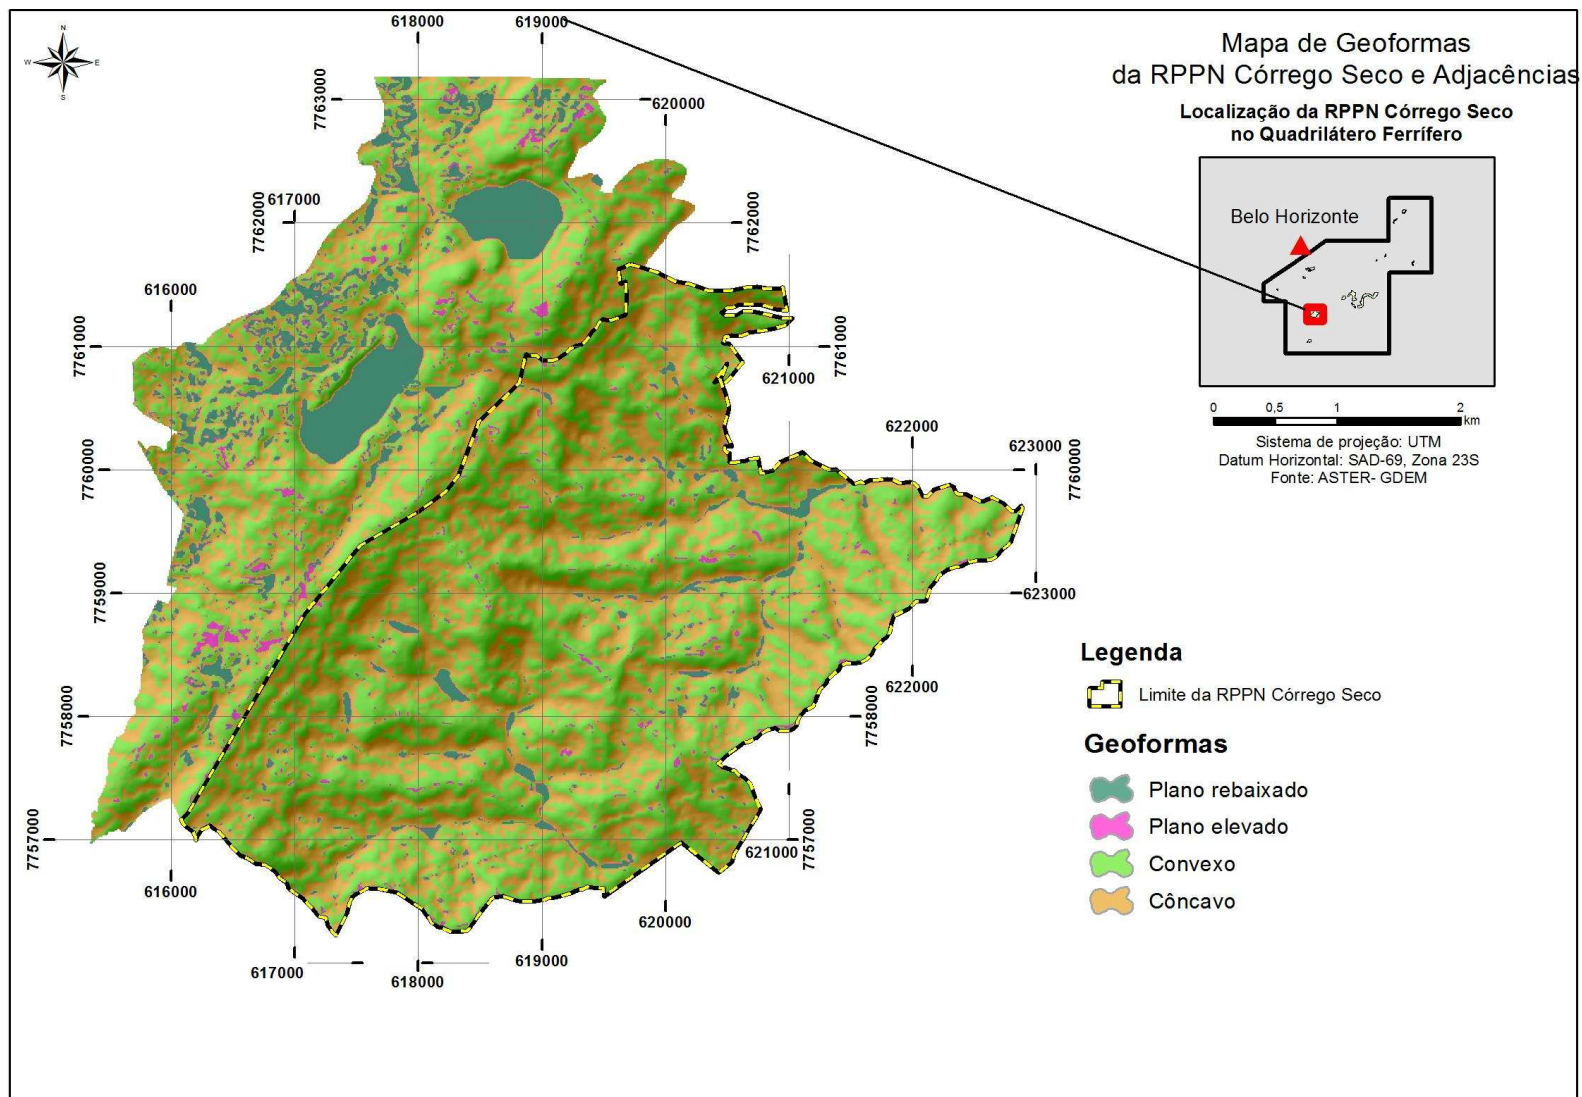 Mapa de Geoformas
da RPPN Córrego Seco e Adjacências
Localização da RPPN Córrego Seco
no Quadrilátero Ferrífero
Belo Horizonte
0 0,5 1 2
km
Sistema de projeção: UTM
Datum Horizontal: SAD-69, Zona 23S
Fonte: ASTER- GDEM
Legenda
Limite da RPPN Córrego Seco
Geoformas
Plano rebaixado
Plano elevado
Convexo
Côncavo
N
W E
S
618000 619000
7763000
620000
617000
7762000
7762000
616000
7761000
7761000
621000
622000
623000
7760000
7760000
7759000
623000
622000
7758000
7758000
7757000
7757000
621000
616000
620000
619000
617000
618000